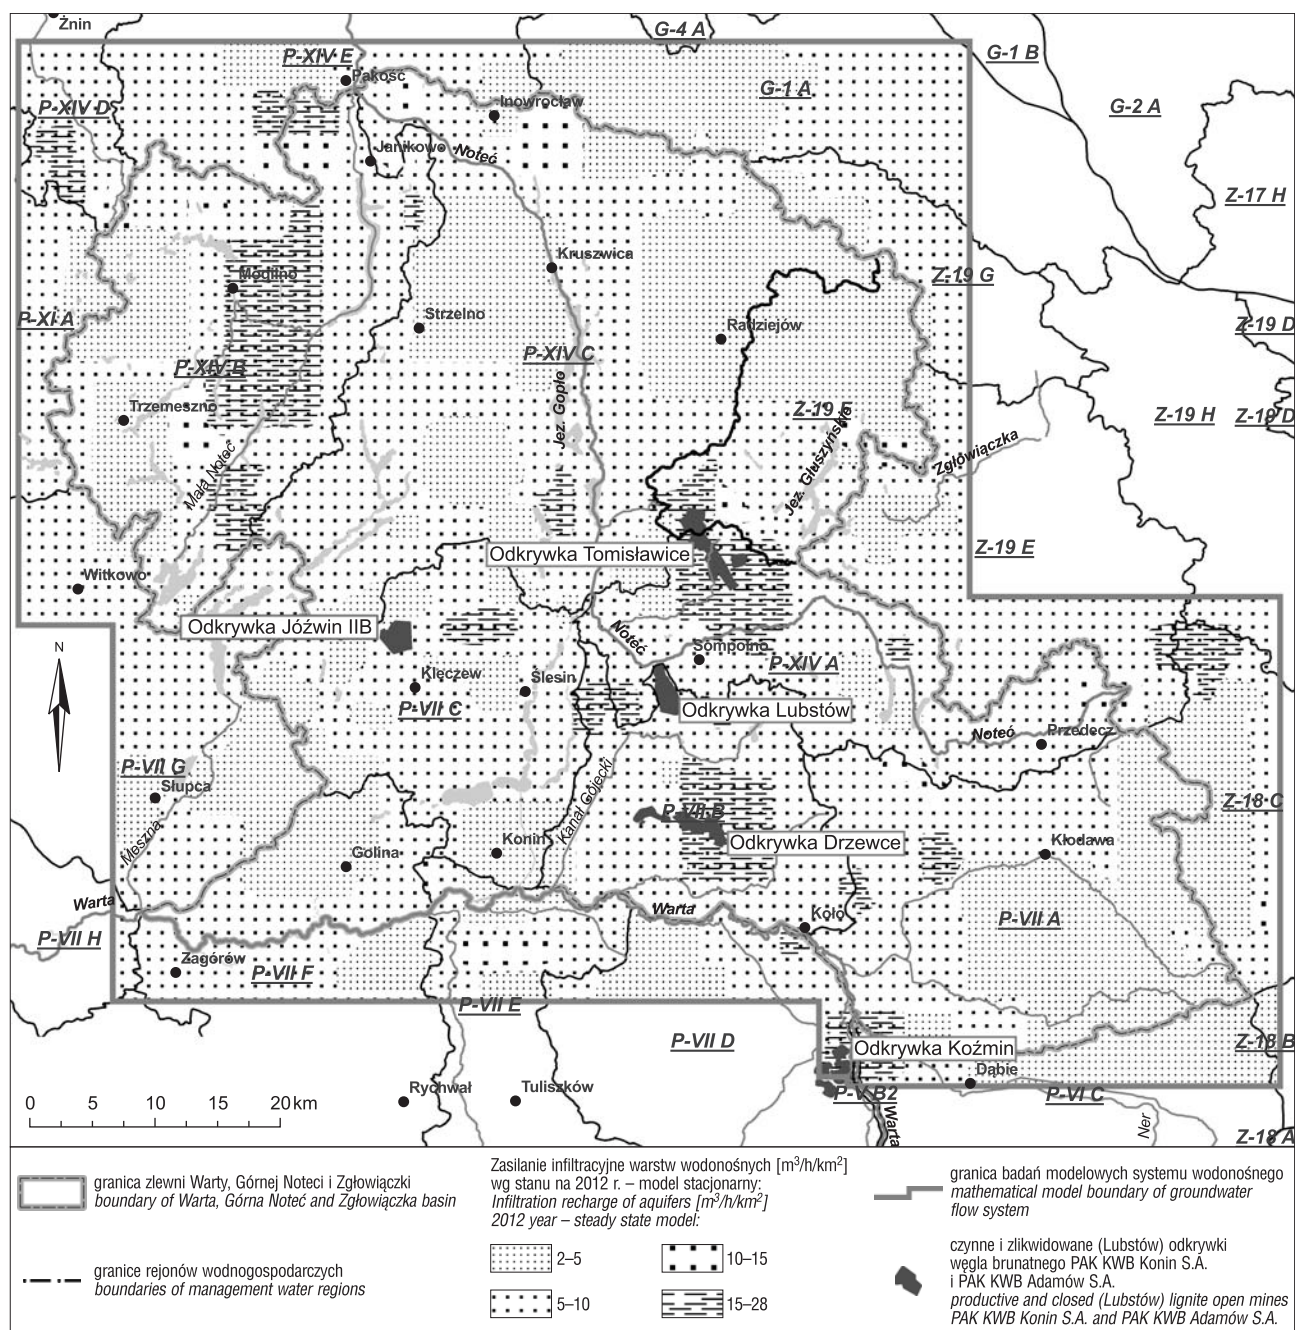 Żnin
G-4 A
P-XIV E
G-1 B
Pakość
G-1 A
P-XIV D
Inowrocław
G-2 A
Janikowo
Noteć
Z-17 H
Kruszwica
Mogilno
Z-19 G
P-XI A
Strzelno
Radziejów
Z-19 D
P-XIV C
P-XIV B
Trzemeszno
Jez. Gopło
Z-19 F
Z-19 H
Z-19 D
Mała Noteć
Jez. Głuszyńskie
Zgłowiączka
Odkrywka Tomisławice
Z-19 E
Witkowo
Odkrywka Jóźwin IIB
Noteć
Sompolno
P-XIV A
Kleczew
Ślesin
P-VII C
Odkrywka Lubstów
Noteć
Przedecz
P-VII G
Słupca
Kanał Gójecki
Z-18 C
P-VII B
Meszna
Konin
Odkrywka Drzewce
Golina
Kłodawa
Warta
Warta
Koło
P-VII A
P-VII H
Zagórów
P-VII F
P-VII E
P-VII D
Odkrywka Koźmin
Z-18 B
Dąbie
Rychwał
Tuliszków
P-V B2
P-VI C
Warta
Ner
Z-18 A
N
0 5 10 15 20 km
granica zlewni Warty, Górnej Noteci i Zgłowiączki
boundary of Warta, Górna Noteć and Zgłowiączka basin
granice rejonów wodnogospodarczych
boundaries of management water regions
Zasilanie infiltracyjne warstw wodonośnych [m³/h/km²]
wg stanu na 2012 r. – model stacjonarny:
Infiltration recharge of aquifers [m³/h/km²]
2012 year – steady state model:
2–5
10–15
5–10
15–28
granica badań modelowych systemu wodonośnego
mathematical model boundary of groundwater
flow system
czynne i zlikwidowane (Lubstów) odkrywki
węgla brunatnego PAK KWB Konin S.A.
i PAK KWB Adamów S.A.
productive and closed (Lubstów) lignite open mines
PAK KWB Konin S.A. and PAK KWB Adamów S.A.